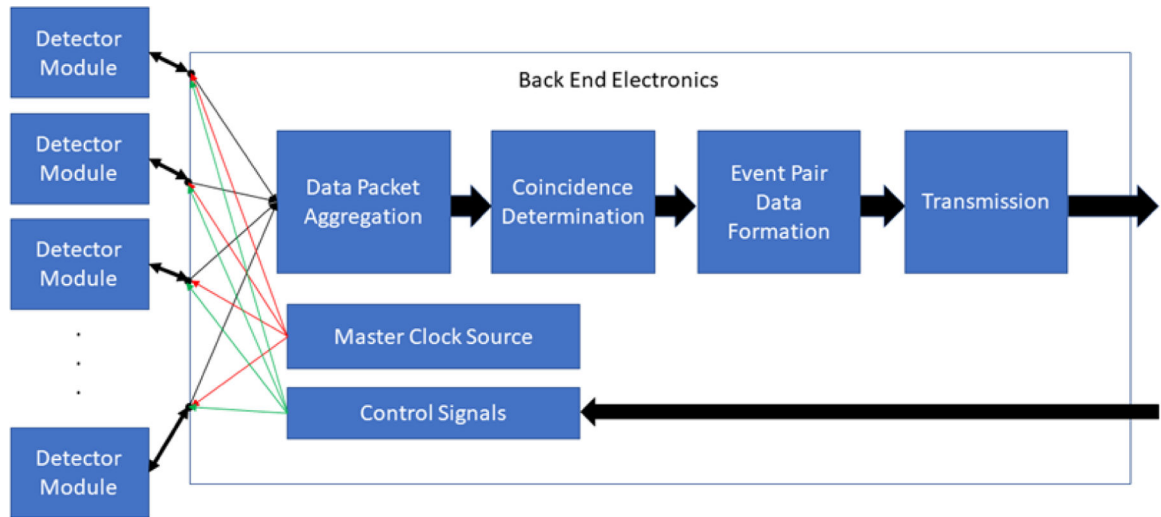 Detector
Module
Back End Electronics
Detector
Module
Data Packet
Aggregation
Coincidence
Determination
Event Pair
Data
Formation
Transmission
Detector
Module
Master Clock Source
Control Signals
Detector
Module